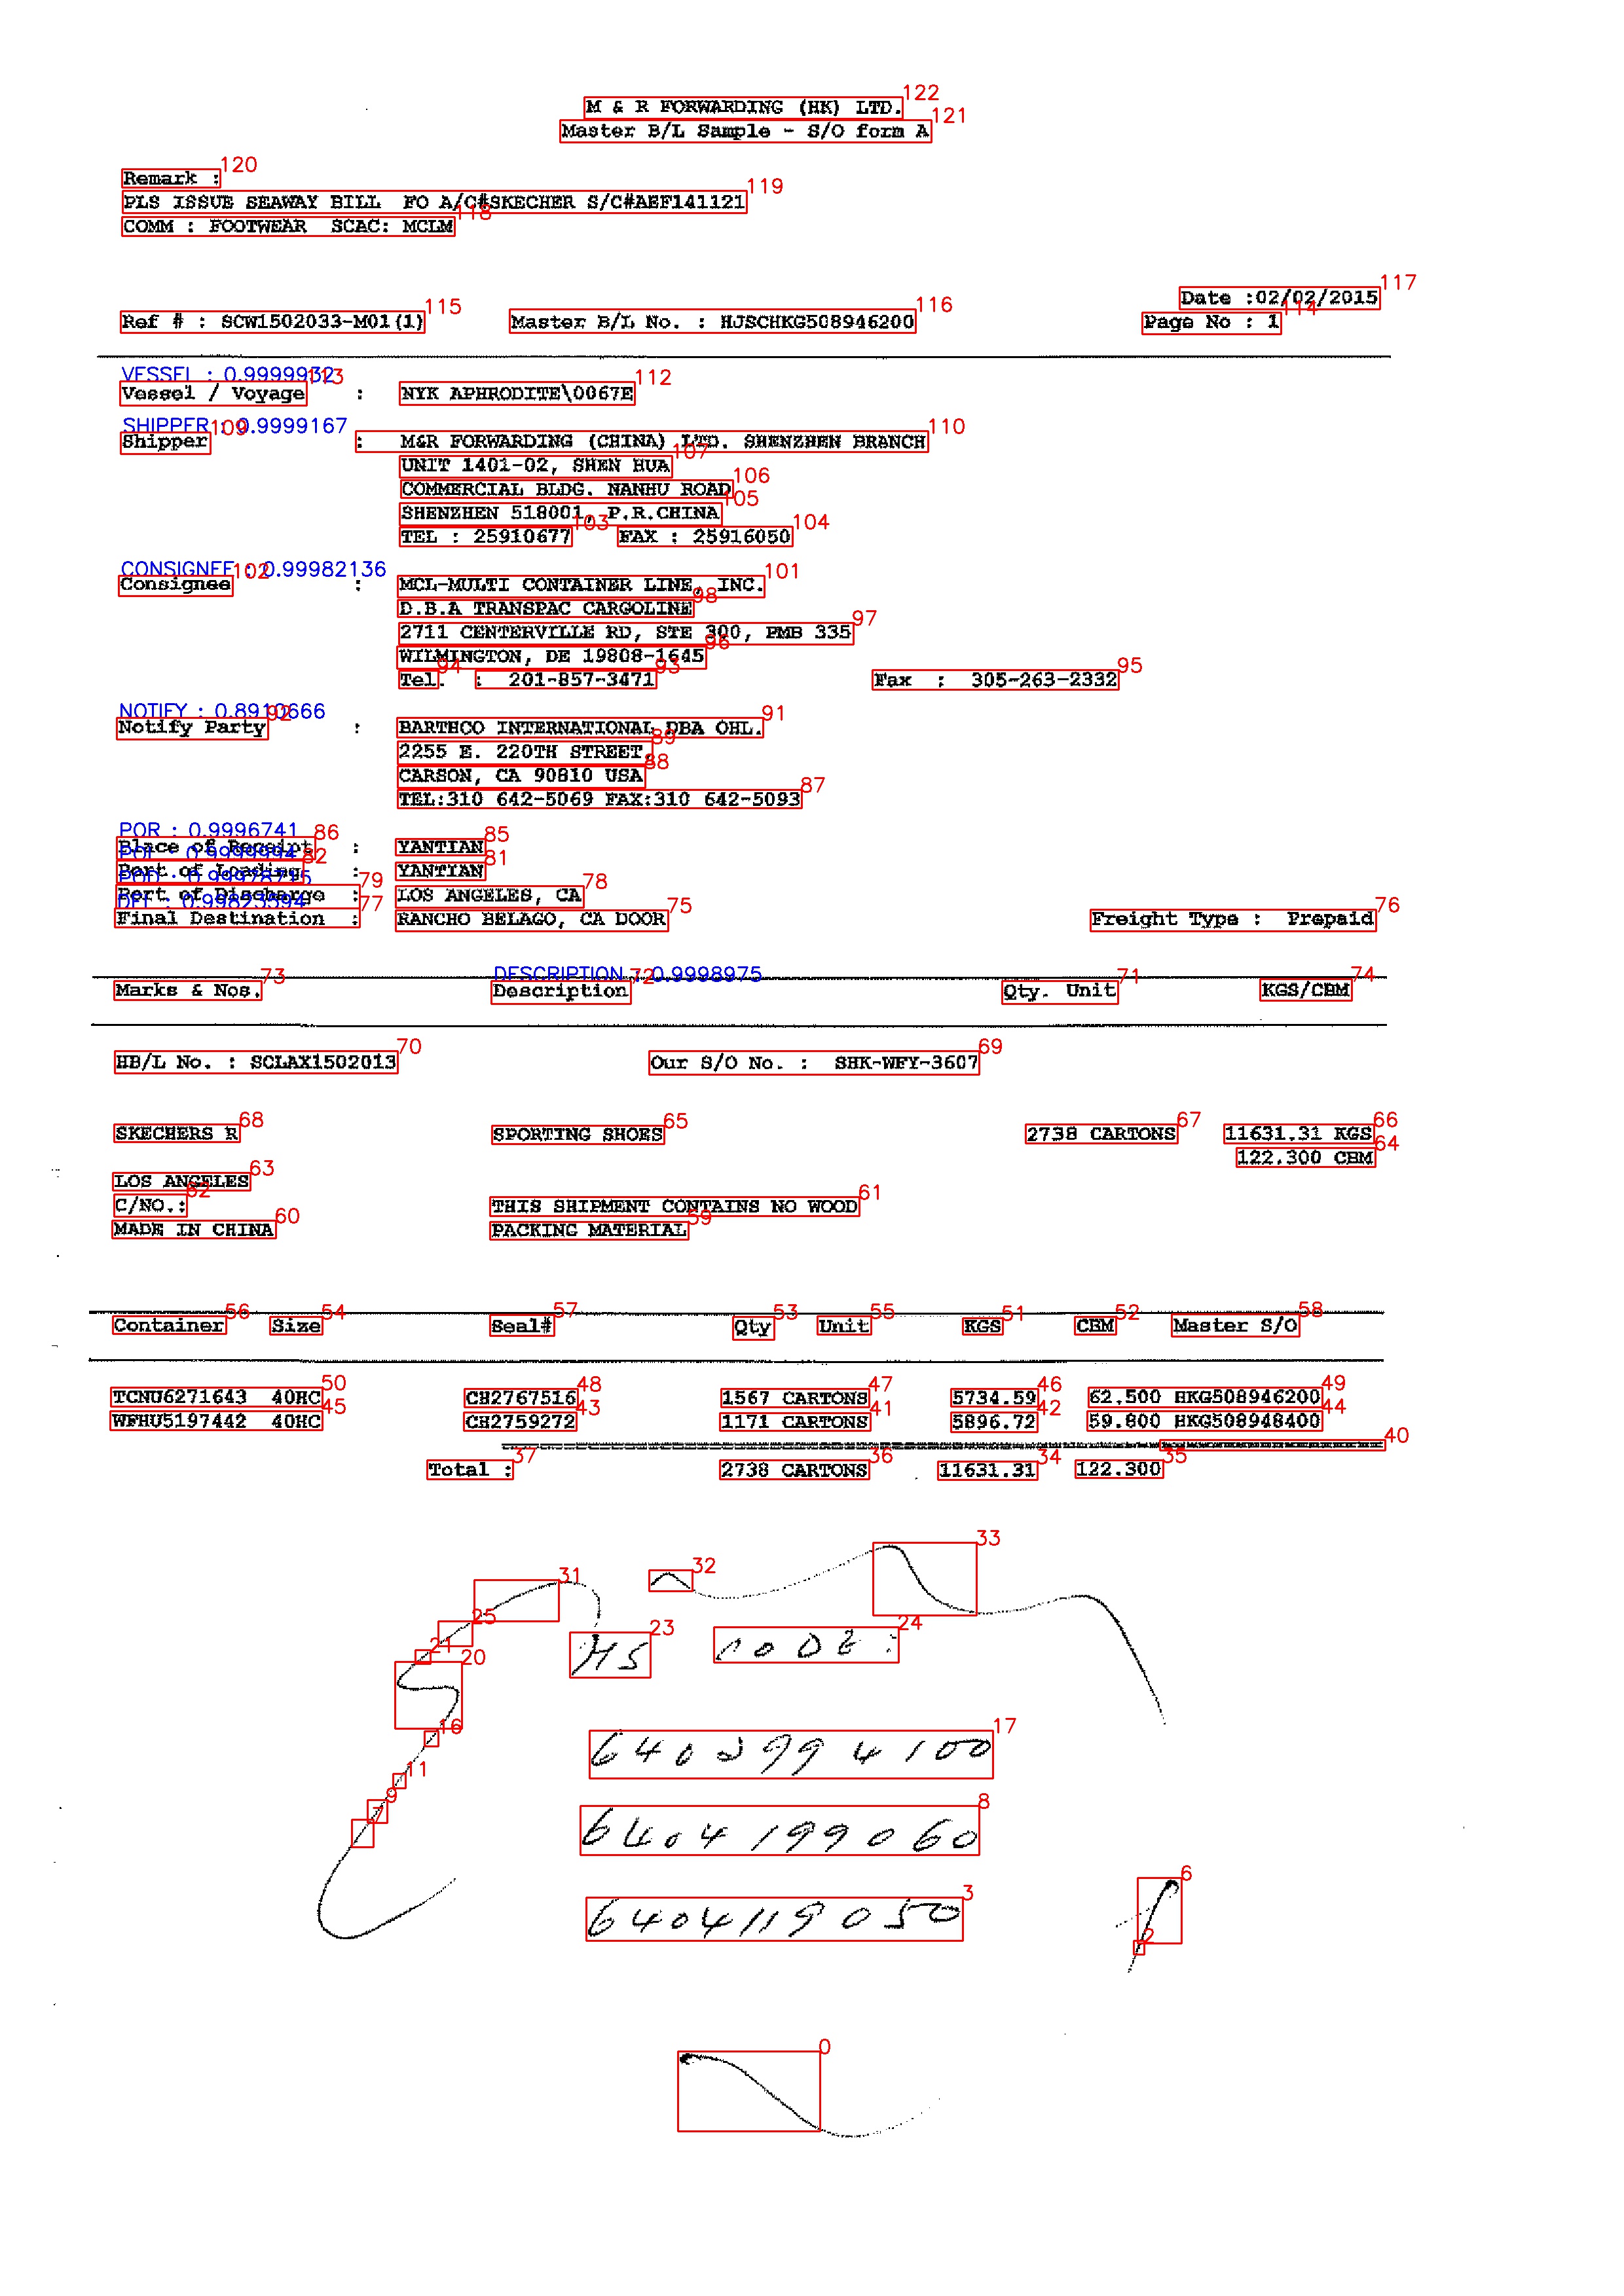 M & R FORWARDING (HK) LTD. 122
Master B/L Sample - S/O form A 121
Remark : 120
PLS ISSUE SEAWAY BILL FO A/C#SKECHER S/C#AEF141121 119
COMM : FOOTWEAR SCAC: MCLM 118
Date :02/02/2015 117
Ref # : SCW1502033-M01(1) 115 Master B/L No. : HJSCHKG508946200 116 Page No : 1 114
VESSEL : 0.9999932
Vessel / Voyage 113 : NYK APHRODITE\0067E 112
SHIPPER : 0.9999167
Shipper 109 : M&R FORWARDING (CHINA) LTD. SHENZHEN BRANCH 110
UNIT 1401-02, SHEN HUA 107
COMMERCIAL BLDG. NANHU ROAD 106
SHENZHEN 518001, P.R.CHINA 105
TEL : 25910677 103 FAX : 25916050 104
CONSIGNEE : 0.99982136
Consignee 102 : MCL-MULTI CONTAINER LINE, INC. 101
D.B.A TRANSPAC CARGOLINE 98
2711 CENTERVILLE RD, STE 300, PMB 335 97
WILMINGTON, DE 19808-1645 96
Tel. 94 : 201-857-3471 93 Fax : 305-263-2332 95
NOTIFY : 0.8910666
Notify Party 92 : BARTHCO INTERNATIONAL DBA OHL. 91
2255 E. 220TH STREET, 89
CARSON, CA 90810 USA 88
TEL:310 642-5069 FAX:310 642-5093 87
POR : 0.9996741
Place of Receipt 86 : YANTIAN 85
POL : 0.9999994
Port of Loading 82 : YANTIAN 81
POD : 0.99978715
Port of Discharge : 79 LOS ANGELES, CA 78
DEL : 0.99823594
Final Destination : 77 RANCHO BELAGO, CA DOOR 75 Freight Type : Prepaid 76
DESCRIPTION : 0.9998975
Marks & Nos. 73 Description 72 Qty. Unit 71 KGS/CBM 74
HB/L No. : SCLAX1502013 70 Our S/O No. : SHK-WFY-3607 69
SKECHERS R 68 SPORTING SHOES 65 2738 CARTONS 67 11631.31 KGS 66
122.300 CBM 64
LOS ANGELES 63
C/NO.: 62 THIS SHIPMENT CONTAINS NO WOOD 61
MADE IN CHINA 60 PACKING MATERIAL 59
Container 56 Size 54 Seal# 57 Qty 53 Unit 55 KGS 51 CBM 52 Master S/O 58
TCNU6271643 40HC 50 CH2767516 48 1567 CARTONS 47 5734.59 46 62.500 HKG508946200 49
WFHU5197442 40HC 45 CH2759272 43 1171 CARTONS 41 5896.72 42 59.800 HKG508948400 44
40
Total : 37 2738 CARTONS 36 11631.31 34 122.300 35
33
32
31
25
HS 23 CODE : 24
21
20
16
6402994100 17
11
9
7
6404199060 8
6
6404119050 3
2
0